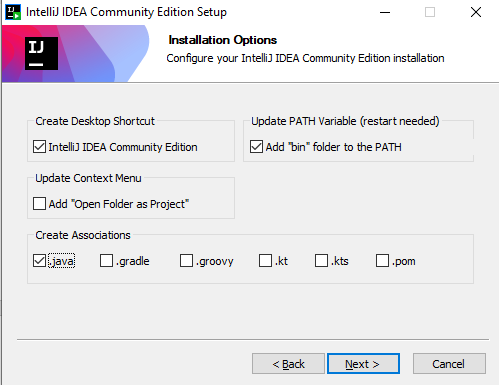 IntelliJ IDEA Community Edition Setup
IJ
Installation Options
Configure your IntelliJ IDEA Community Edition installation
Create Desktop Shortcut
IntelliJ IDEA Community Edition
Update PATH Variable (restart needed)
Add "bin" folder to the PATH
Update Context Menu
Add "Open Folder as Project"
Create Associations
.java .gradle .groovy .kt .kts .pom
< Back Next > Cancel